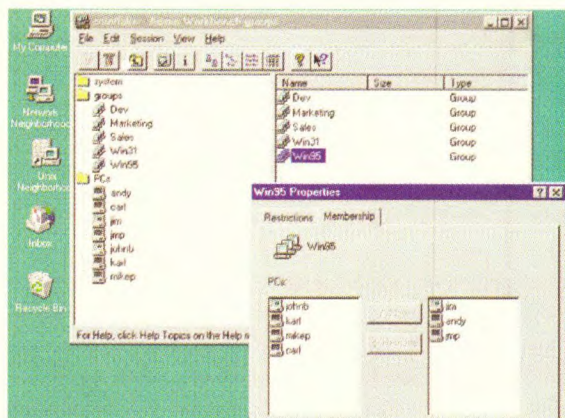 My Computer
Network
Neighborhood
Unix
Neighborhood
Inbox
Recycle Bin
Workbench groups
File Edit Session View Help
system
groups
Dev
Marketing
Sales
Win31
Win95
PCs
andy
carl
jim
jmp
johnb
karl
mikep
Name Size Type
Dev Group
Marketing Group
Sales Group
Win31 Group
Win95 Group
For Help, click Help Topics on the Help
Win95 Properties
Restrictions Membership
Win95
PCs:
johnb
karl
mikep
carl
jim
andy
jmp